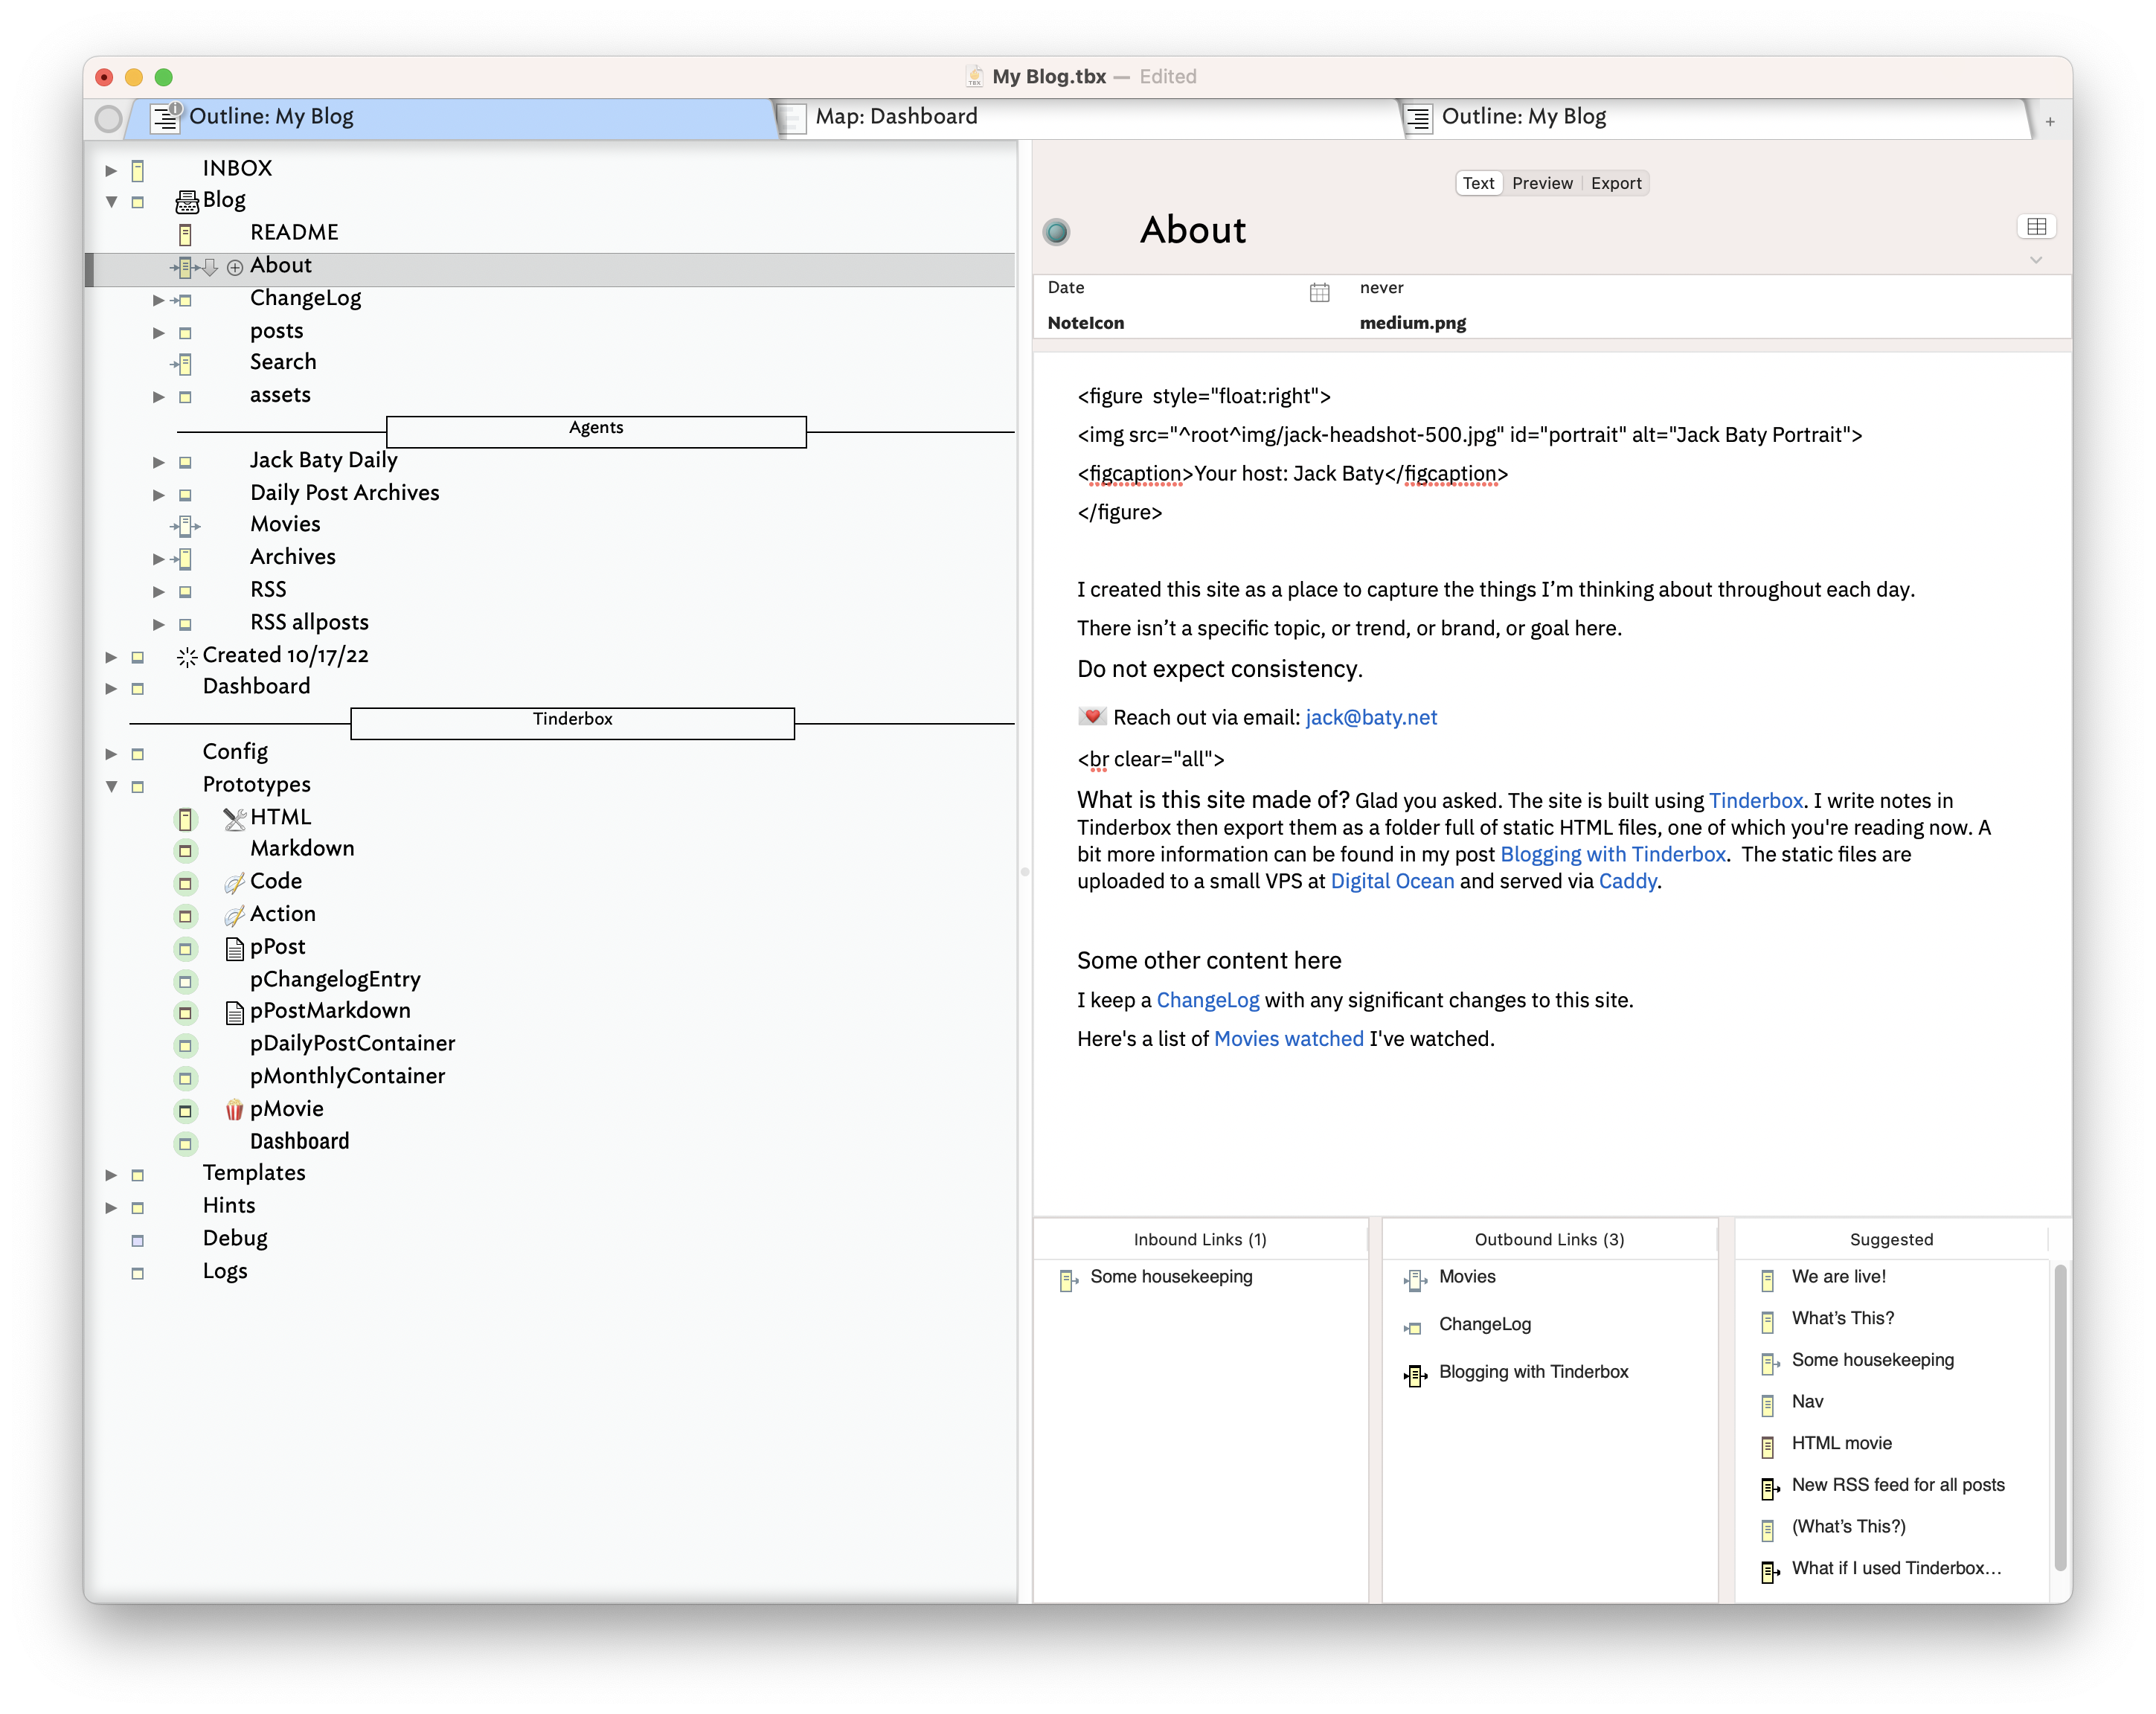 My Blog.tbx — Edited
Outline: My Blog
Map: Dashboard
Outline: My Blog
+
INBOX
Blog
README
About
ChangeLog
posts
Search
assets
Agents
Jack Baty Daily
Daily Post Archives
Movies
Archives
RSS
RSS allposts
Created 10/17/22
Dashboard
Tinderbox
Config
Prototypes
HTML
Markdown
Code
Action
pPost
pChangelogEntry
pPostMarkdown
pDailyPostContainer
pMonthlyContainer
pMovie
Dashboard
Templates
Hints
Debug
Logs
Text Preview Export
About
Date never
NoteIcon medium.png
<figure  style="float:right">
<img src="^root^img/jack-headshot-500.jpg" id="portrait" alt="Jack Baty Portrait">
<figcaption>Your host: Jack Baty</figcaption>
</figure>
I created this site as a place to capture the things I’m thinking about throughout each day.
There isn’t a specific topic, or trend, or brand, or goal here.
Do not expect consistency.
💌 Reach out via email: jack@baty.net
<br clear="all">
What is this site made of? Glad you asked. The site is built using Tinderbox. I write notes in
Tinderbox then export them as a folder full of static HTML files, one of which you're reading now. A
bit more information can be found in my post Blogging with Tinderbox.  The static files are
uploaded to a small VPS at Digital Ocean and served via Caddy.
Some other content here
I keep a ChangeLog with any significant changes to this site.
Here's a list of Movies watched I've watched.
Inbound Links (1)
Some housekeeping
Outbound Links (3)
Movies
ChangeLog
Blogging with Tinderbox
Suggested
We are live!
What’s This?
Some housekeeping
Nav
HTML movie
New RSS feed for all posts
(What’s This?)
What if I used Tinderbox…